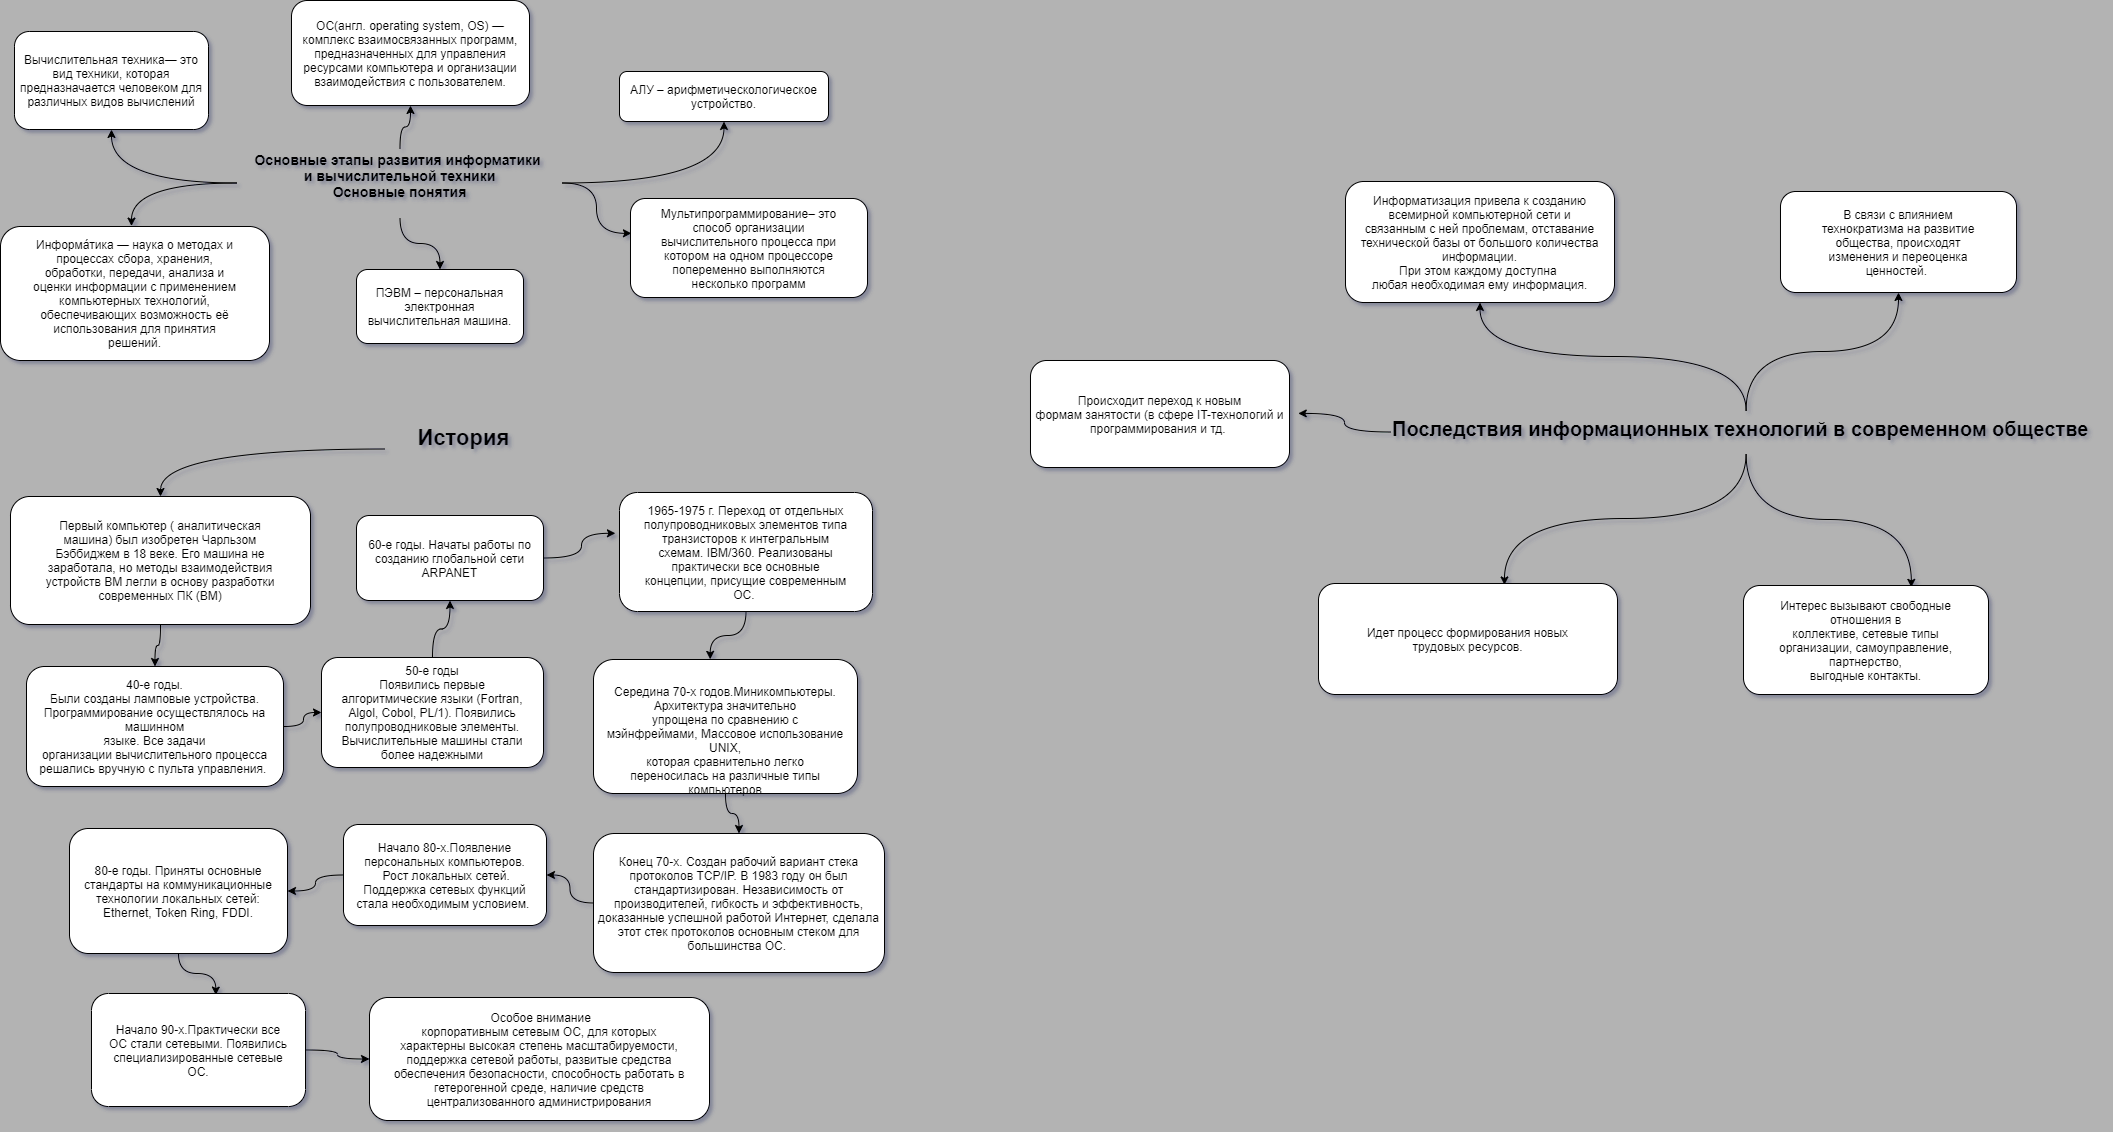 Вычислительная техника— это
вид техники, которая
предназначается человеком для
различных видов вычислений
ОС(англ. operating system, OS) —
комплекс взаимосвязанных программ,
предназначенных для управления
ресурсами компьютера и организации
взаимодействия с пользователем.
АЛУ – арифметическологическое
устройство.
Основные этапы развития информатики
и вычислительной техники
Основные понятия
Информа́тика — наука о методах и
процессах сбора, хранения,
обработки, передачи, анализа и
оценки информации с применением
компьютерных технологий,
обеспечивающих возможность её
использования для принятия
решений.
ПЭВМ – персональная
электронная
вычислительная машина.
Мультипрограммирование– это
способ организации
вычислительного процесса при
котором на одном процессоре
попеременно выполняются
несколько программ
История
Первый компьютер ( аналитическая
машина) был изобретен Чарльзом
Бэббиджем в 18 веке. Его машина не
заработала, но методы взаимодействия
устройств ВМ легли в основу разработки
современных ПК (ВМ)
40-е годы.
Были созданы ламповые устройства.
Программирование осуществлялось на
машинном
языке. Все задачи
организации вычислительного процесса
решались вручную с пульта управления.
50-е годы
Появились первые
алгоритмические языки (Fortran,
Algol, Cobol, PL/1). Появились
полупроводниковые элементы.
Вычислительные машины стали
более надежными
60-е годы. Начаты работы по
созданию глобальной сети
ARPANET
1965-1975 г. Переход от отдельных
полупроводниковых элементов типа
транзисторов к интегральным
схемам. IBM/360. Реализованы
практически все основные
концепции, присущие современным
ОС.
Середина 70-х годов.Миникомпьютеры.
Архитектура значительно
упрощена по сравнению с
мэйнфреймами, Массовое использование
UNIX,
которая сравнительно легко
переносилась на различные типы
компьютеров
Конец 70-х. Создан рабочий вариант стека
протоколов TCP/IP. В 1983 году он был
стандартизирован. Независимость от
производителей, гибкость и эффективность,
доказанные успешной работой Интернет, сделала
этот стек протоколов основным стеком для
большинства ОС.
Начало 80-х.Появление
персональных компьютеров.
Рост локальных сетей.
Поддержка сетевых функций
стала необходимым условием.
80-е годы. Приняты основные
стандарты на коммуникационные
технологии локальных сетей:
Ethernet, Token Ring, FDDI.
Начало 90-х.Практически все
ОС стали сетевыми. Появились
специализированные сетевые
ОС.
Особое внимание
корпоративным сетевым ОС, для которых
характерны высокая степень масштабируемости,
поддержка сетевой работы, развитые средства
обеспечения безопасности, способность работать в
гетерогенной среде, наличие средств
централизованного администрирования
Информатизация привела к созданию
всемирной компьютерной сети и
связанным с ней проблемам, отставание
технической базы от большого количества
информации.
При этом каждому доступна
любая необходимая ему информация.
В связи с влиянием
технократизма на развитие
общества, происходят
изменения и переоценка
ценностей.
Происходит переход к новым
формам занятости (в сфере IT-технологий и
программирования и тд.
Последствия информационных технологий в современном обществе
Идет процесс формирования новых
трудовых ресурсов.
Интерес вызывают свободные
отношения в
коллективе, сетевые типы
организации, самоуправление,
партнерство,
выгодные контакты.